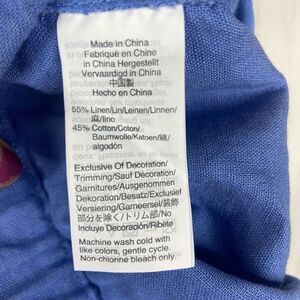 Made in China
Fabriqué en Chine
in China Hergestellt
Vervaardigd in China
中国製
Hecho en China
55% Linen/Lin/Leinen/Linnen/
麻/lino
45% Cotton/Coton/
Baumwolle/Katoen/綿/
algodón
Exclusive Of Decoration/
Trimming/Sauf Décoration/
Garnitures/Ausgenommen
Dekoration/Besatz/Exclusief
Versiering/Garneersel/装飾
部分を除く/トリム部/No
Incluye Decoración/Ribete
Machine wash cold with
like colors, gentle cycle.
Non-chlorine bleach only.